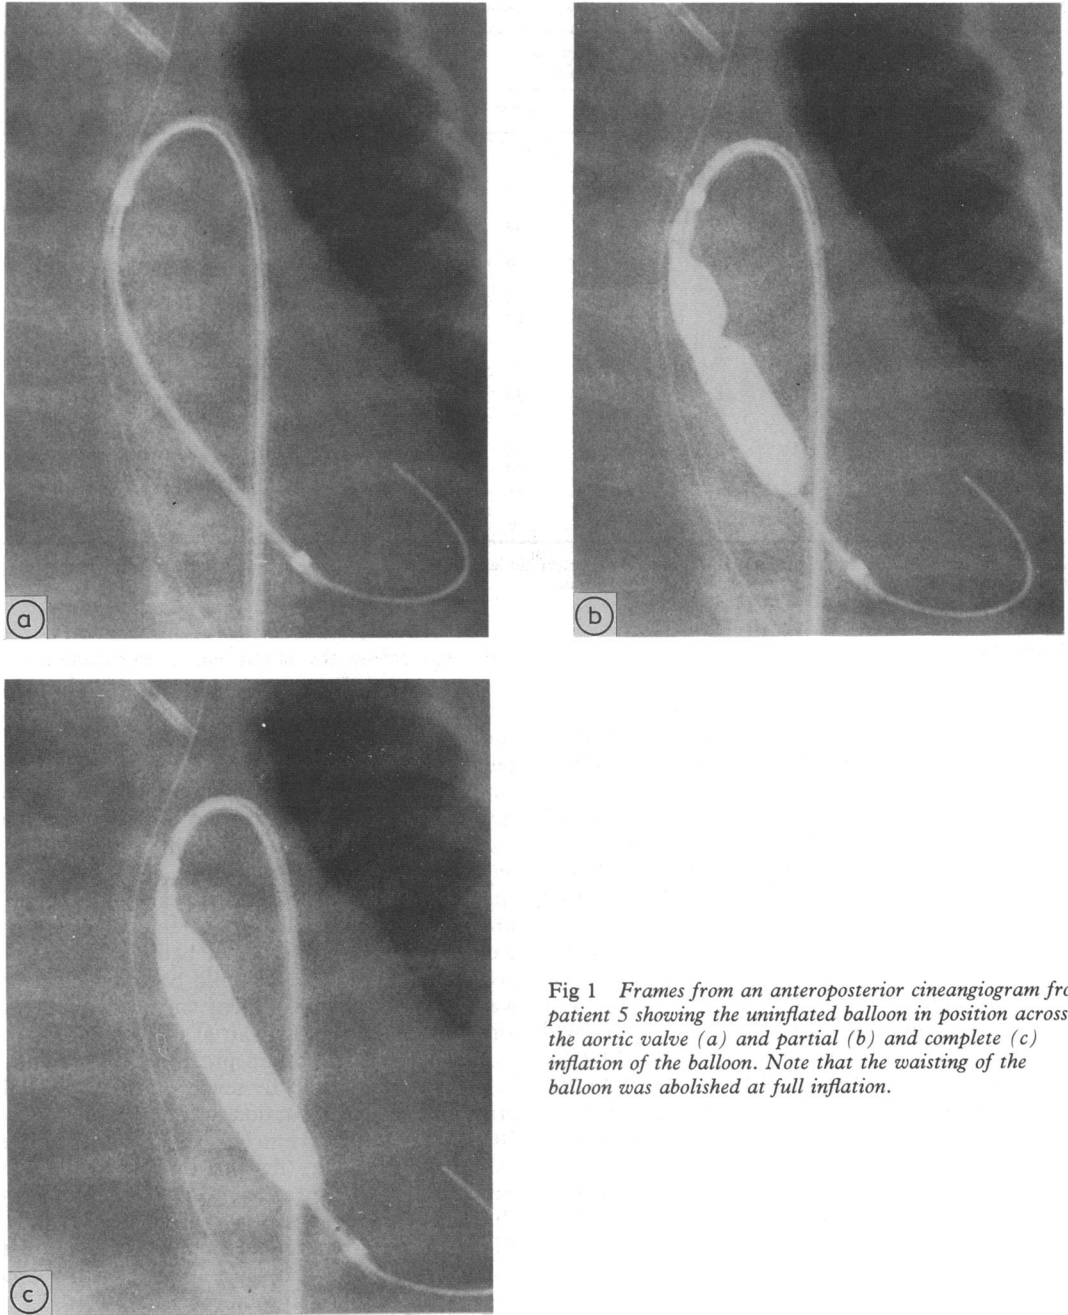 a
b
c
Fig 1 Frames from an anteroposterior cineangiogram fro
patient 5 showing the uninflated balloon in position across
the aortic valve (a) and partial (b) and complete (c)
inflation of the balloon. Note that the waisting of the
balloon was abolished at full inflation.